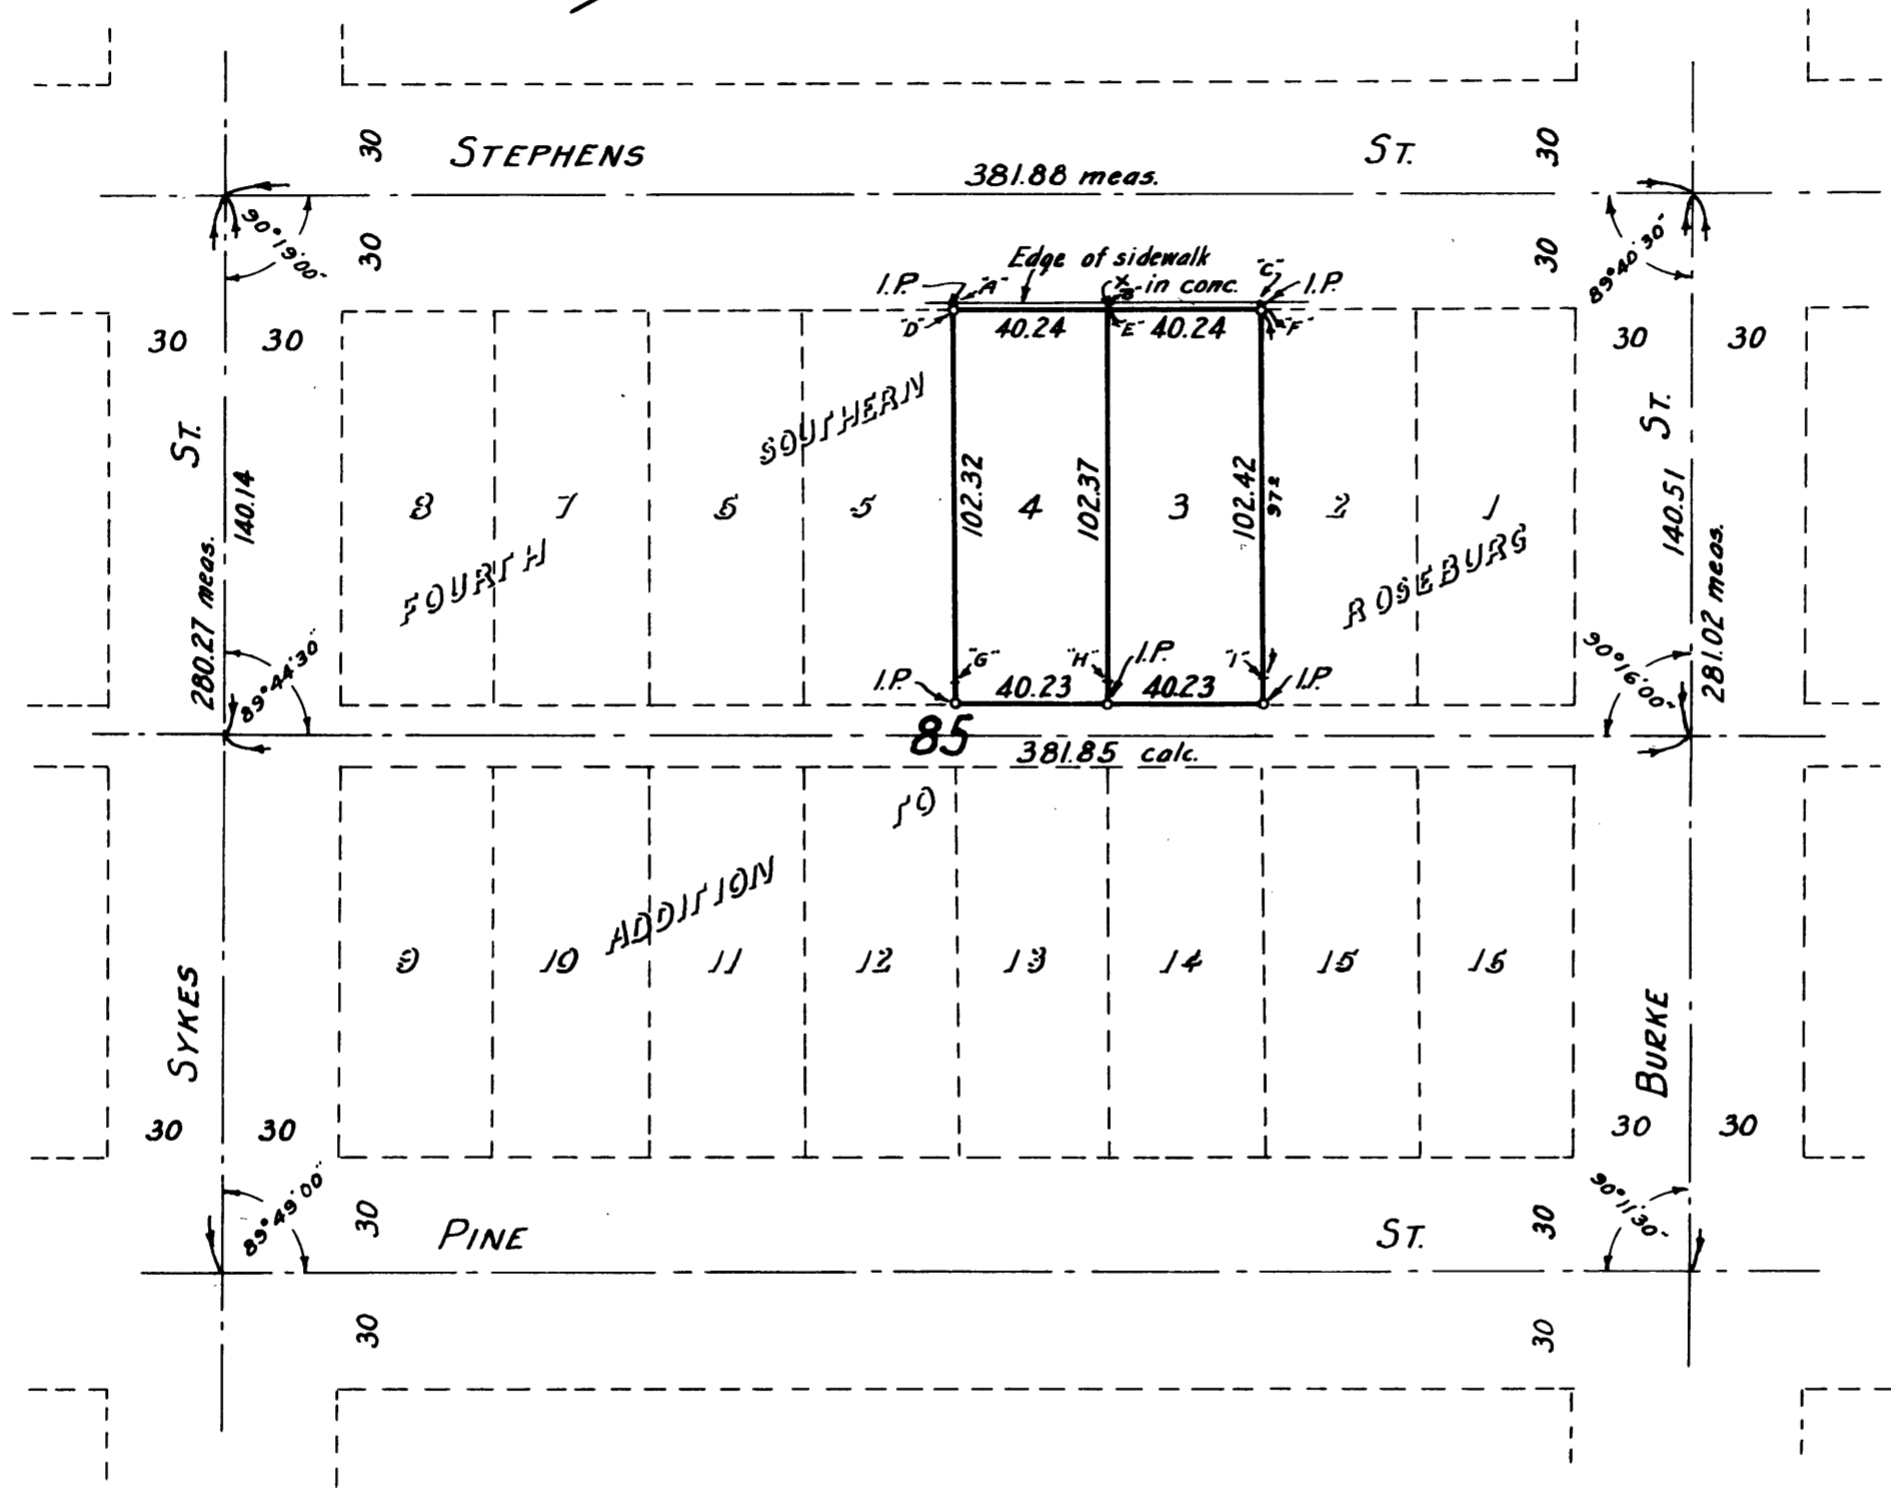 30
STEPHENS ST.
30
381.88 meas.
90°19'00"
30
30
89°40'30"
Edge of sidewalk
I.P. "A"
X "B" in conc.
"C" I.P.
"D" 40.24 "E" 40.24 "F"
30 30
30 30
SOUTHERN
ST.
140.14
280.27 meas.
102.32
102.37
102.42
972
ST.
140.51
281.02 meas.
8 7 6 5 4 3 2 1
FOURTH
ROSEBURG
89°44'30"
90°16'00"
I.P. "G" "H" I.P. "I" I.P.
40.23 40.23
85
381.85 calc.
TO
ADDITION
9 10 11 12 13 14 15 16
SYKES
BURKE
30 30
30 30
89°49'00"
90°11'30"
30
PINE ST.
30
30
30